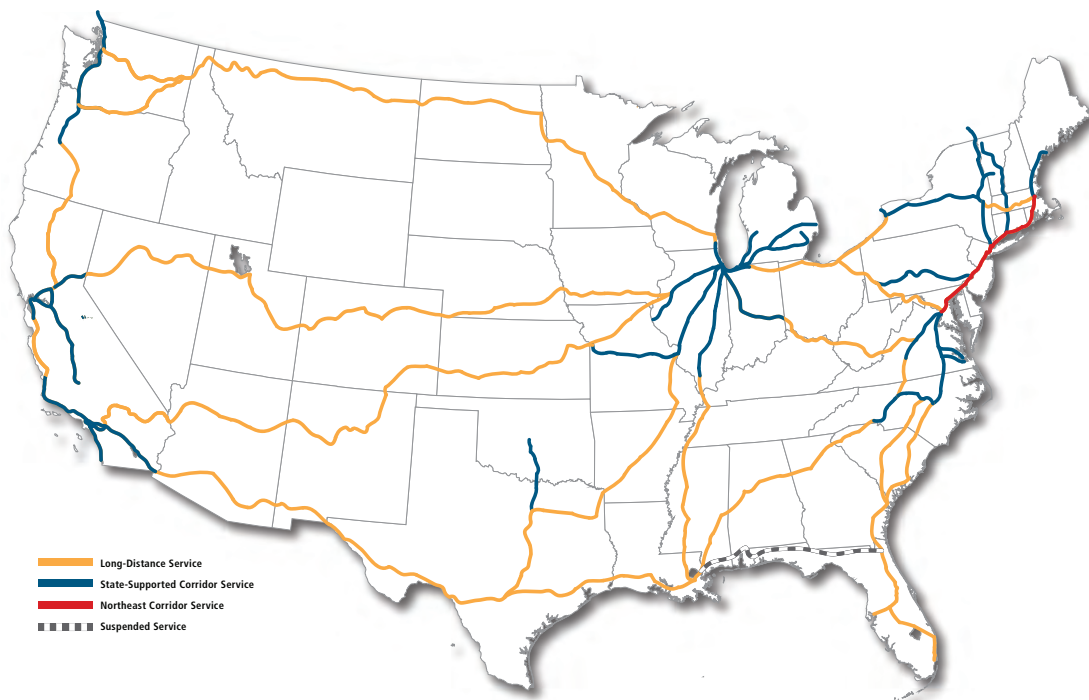 Long-Distance Service
State-Supported Corridor Service
Northeast Corridor Service
Suspended Service